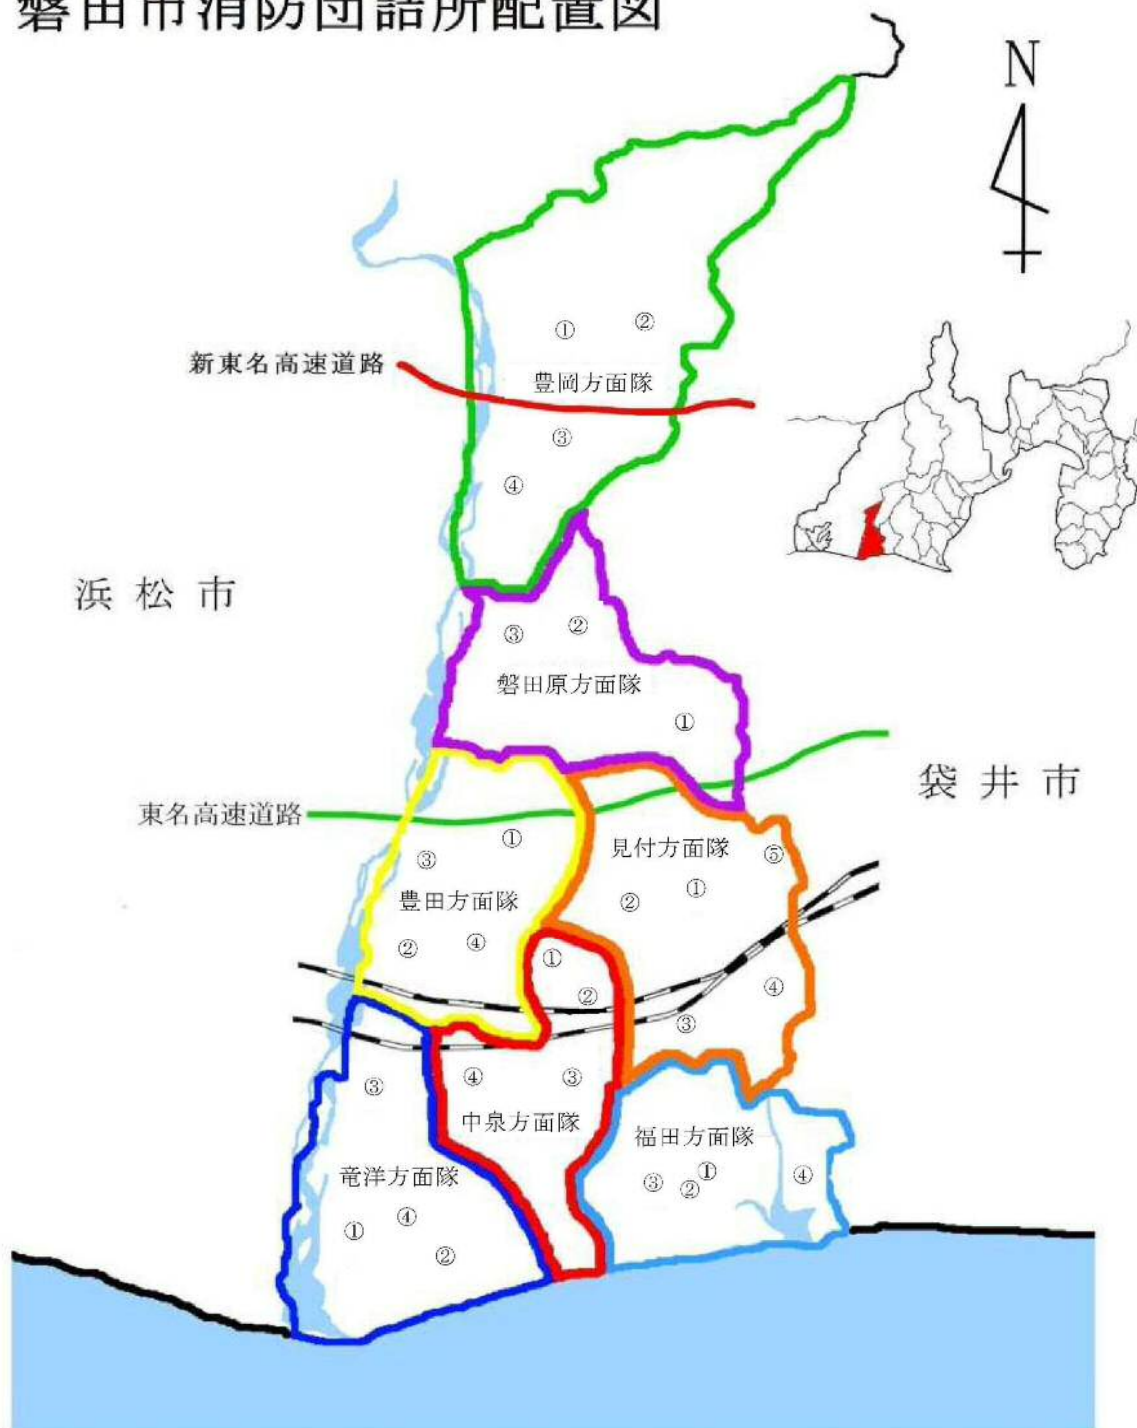 磐田市消防団詰所配置図
N
① ②
新東名高速道路
豊岡方面隊
③
④
浜松市
③ ②
磐田原方面隊
①
袋井市
東名高速道路
① ③
豊田方面隊
② ④
見付方面隊
⑤
② ①
④
③
①
②
④ ③
中泉方面隊
③
竜洋方面隊
① ④
②
福田方面隊
③ ② ①
④